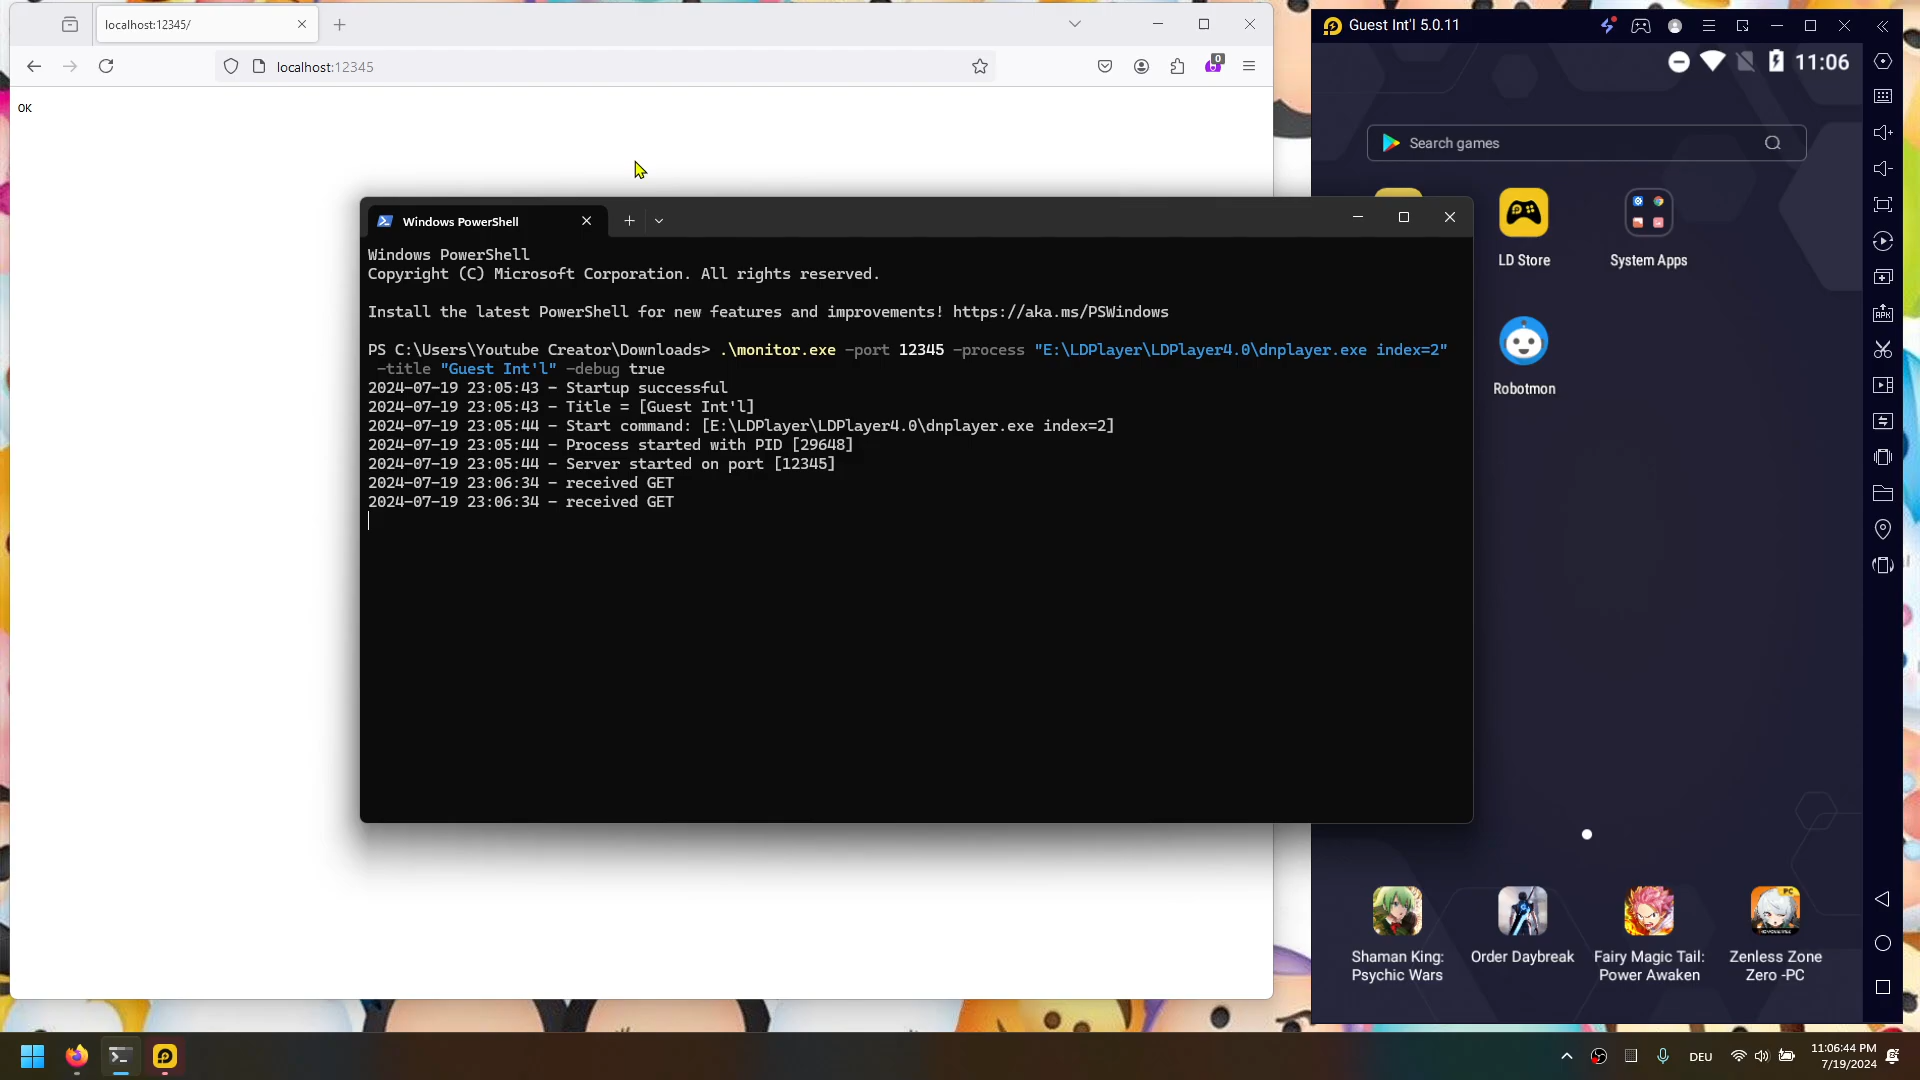 localhost:12345/
localhost:12345
0
OK
Windows PowerShell
Windows PowerShell
Copyright (C) Microsoft Corporation. All rights reserved.
Install the latest PowerShell for new features and improvements! https://aka.ms/PSWindows
PS C:\Users\Youtube Creator\Downloads> .\monitor.exe -port 12345 -process "E:\LDPlayer\LDPlayer4.0\dnplayer.exe index=2"
-title "Guest Int'l" -debug true
2024-07-19 23:05:43 - Startup successful
2024-07-19 23:05:43 - Title = [Guest Int'l]
2024-07-19 23:05:44 - Start command: [E:\LDPlayer\LDPlayer4.0\dnplayer.exe index=2]
2024-07-19 23:05:44 - Process started with PID [29648]
2024-07-19 23:05:44 - Server started on port [12345]
2024-07-19 23:06:34 - received GET
2024-07-19 23:06:34 - received GET
Guest Int'l 5.0.11
11:06
Search games
LD Store
System Apps
Robotmon
APK
PC
Shaman King:
Psychic Wars
Order Daybreak
Fairy Magic Tail:
Power Awaken
Zenless Zone
Zero -PC
DEU
11:06:44 PM
7/19/2024